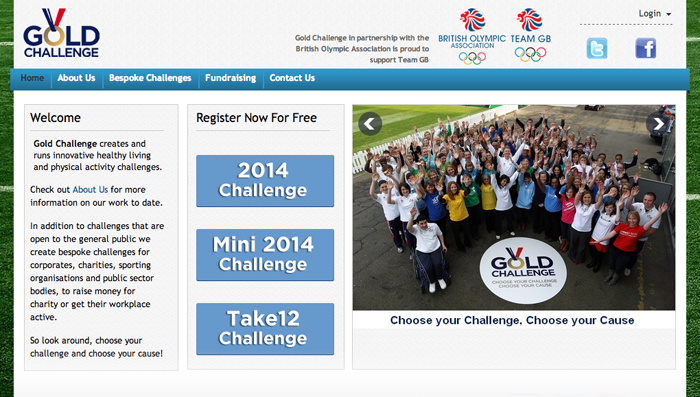 GOLD
CHALLENGE
Gold Challenge in partnership with the
British Olympic Association is proud to
support Team GB
BRITISH OLYMPIC
ASSOCIATION
TEAM GB
Login
Home
About Us
Bespoke Challenges
Fundraising
Contact Us
Welcome
Gold Challenge creates and
runs innovative healthy living
and physical activity challenges.
Check out About Us for more
information on our work to date.
In addition to challenges that are
open to the general public we
create bespoke challenges for
corporates, charities, sporting
organisations and public sector
bodies, to raise money for
charity or get their workplace
active.
So look around, choose your
challenge and choose your cause!
Register Now For Free
2014
Challenge
Mini 2014
Challenge
Take12
Challenge
GOLD
CHALLENGE
CHOOSE YOUR CHALLENGE
CHOOSE YOUR CAUSE
Choose your Challenge, Choose your Cause